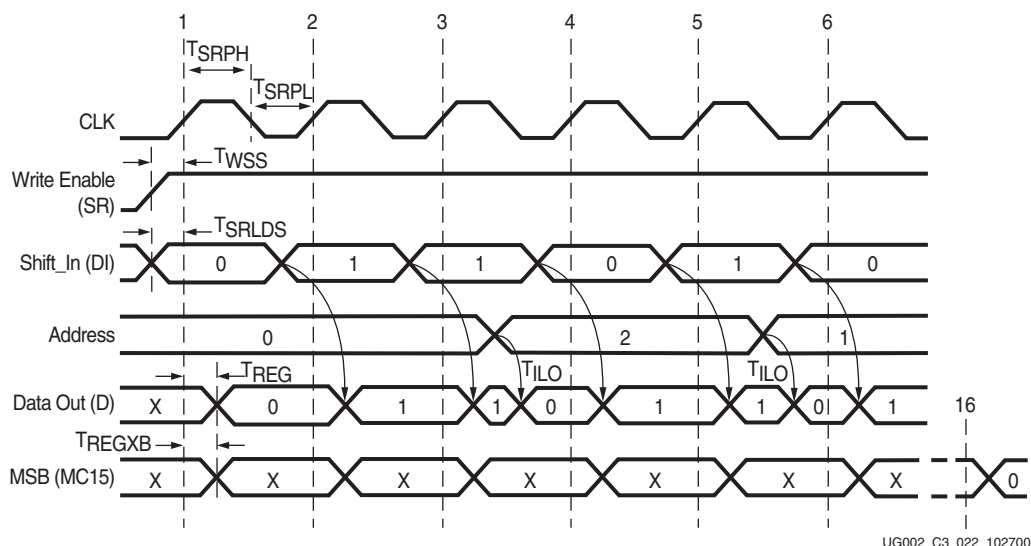 1 2 3 4 5 6
TSRPH
TSRPL
CLK
TWSS
Write Enable
(SR)
TSRLDS
Shift_In (DI) 0 1 1 0 1 0
Address 0 2 1
TREG TILO TILO
Data Out (D) X 0 1 1 0 1 1 0 1
16
TREGXB
MSB (MC15) X X X X X X X 0
UG002_C3_022_102700